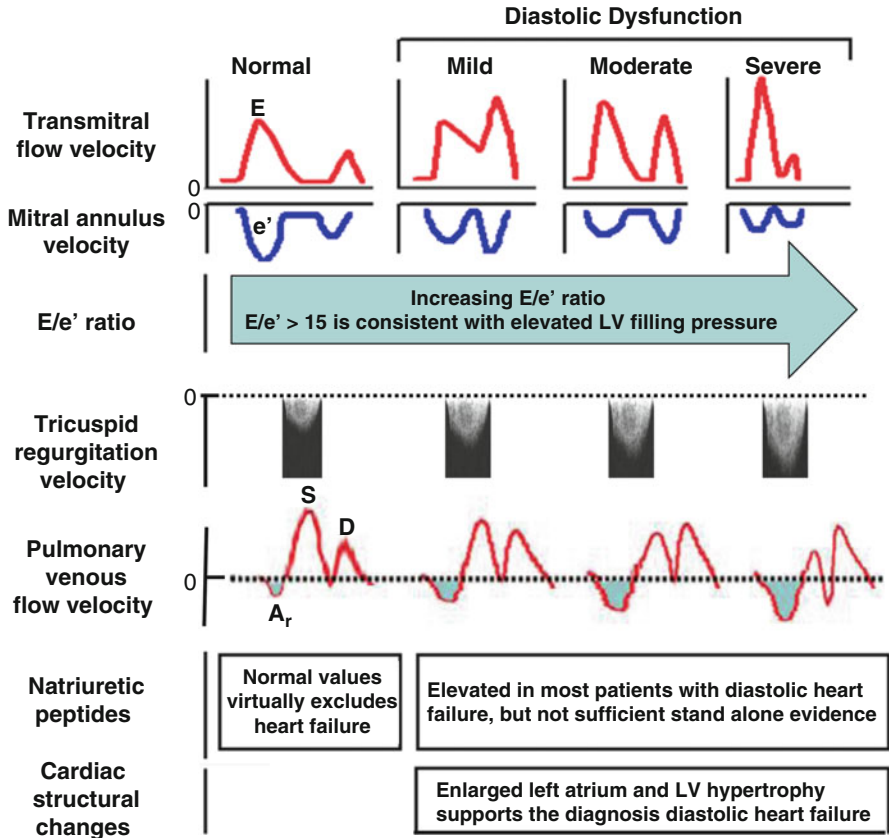 Diastolic Dysfunction
Normal
Mild
Moderate
Severe
Transmitral
flow velocity
E
0
Mitral annulus
velocity
0
e'
E/e' ratio
Increasing E/e' ratio
E/e' > 15 is consistent with elevated LV filling pressure
Tricuspid
regurgitation
velocity
0
Pulmonary
venous
flow velocity
0
S
D
Ar
Natriuretic
peptides
Normal values
virtually excludes
heart failure
Elevated in most patients with diastolic heart
failure, but not sufficient stand alone evidence
Cardiac
structural
changes
Enlarged left atrium and LV hypertrophy
supports the diagnosis diastolic heart failure